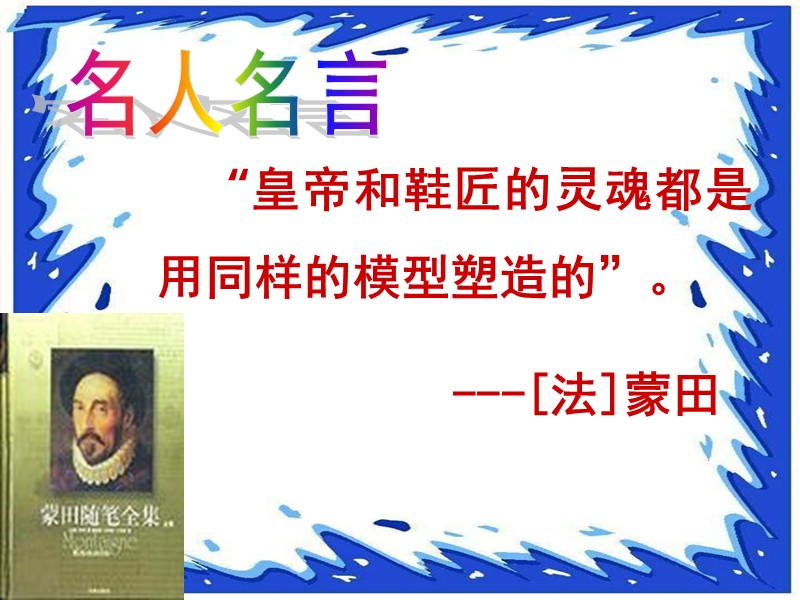 名人名言
“皇帝和鞋匠的灵魂都是
用同样的模型塑造的”。
---[法]蒙田
蒙田随笔全集
Montaigne